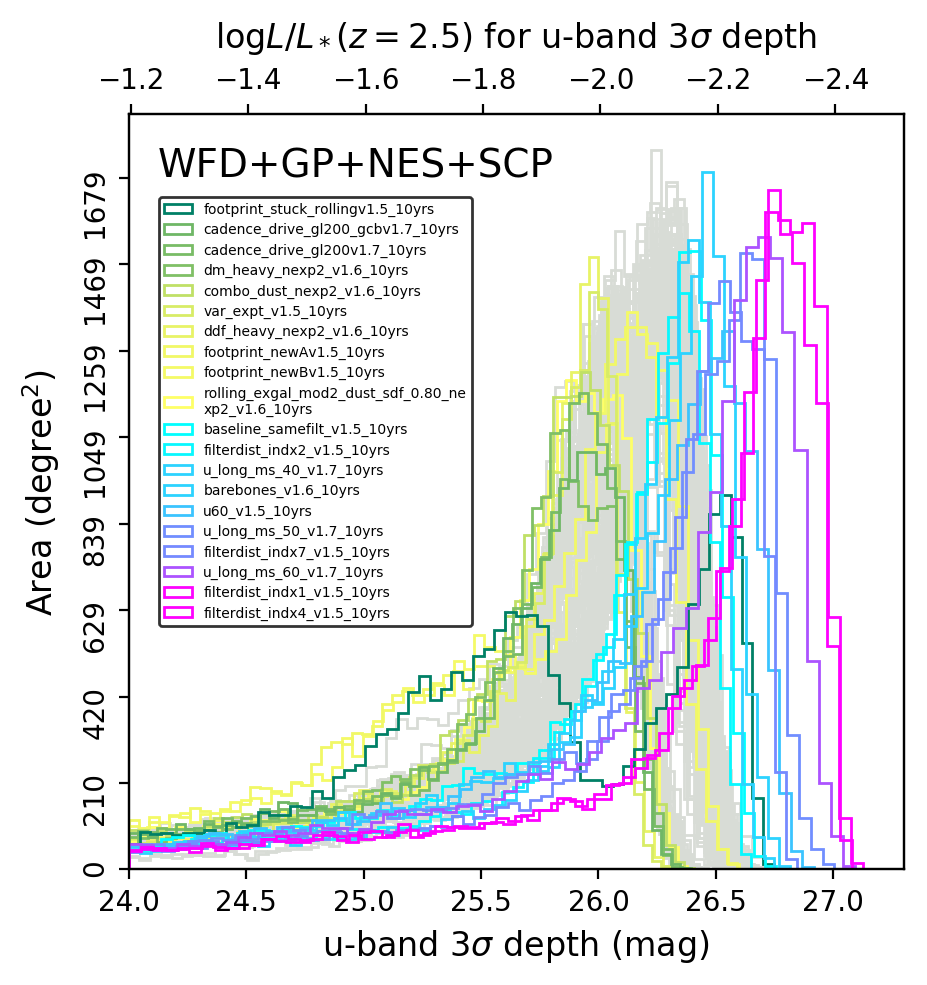 logL/L*(z = 2.5) for u-band 3σ depth
−1.2 −1.4 −1.6 −1.8 −2.0 −2.2 −2.4
WFD+GP+NES+SCP
footprint_stuck_rollingv1.5_10yrs
cadence_drive_gl200_gcbv1.7_10yrs
cadence_drive_gl200v1.7_10yrs
dm_heavy_nexp2_v1.6_10yrs
combo_dust_nexp2_v1.6_10yrs
var_expt_v1.5_10yrs
ddf_heavy_nexp2_v1.6_10yrs
footprint_newAv1.5_10yrs
footprint_newBv1.5_10yrs
rolling_exgal_mod2_dust_sdf_0.80_ne
xp2_v1.6_10yrs
baseline_samefilt_v1.5_10yrs
filterdist_indx2_v1.5_10yrs
u_long_ms_40_v1.7_10yrs
barebones_v1.6_10yrs
u60_v1.5_10yrs
u_long_ms_50_v1.7_10yrs
filterdist_indx7_v1.5_10yrs
u_long_ms_60_v1.7_10yrs
filterdist_indx1_v1.5_10yrs
filterdist_indx4_v1.5_10yrs
Area (degree²)
1679
1469
1259
1049
839
629
420
210
0
24.0 24.5 25.0 25.5 26.0 26.5 27.0
u-band 3σ depth (mag)